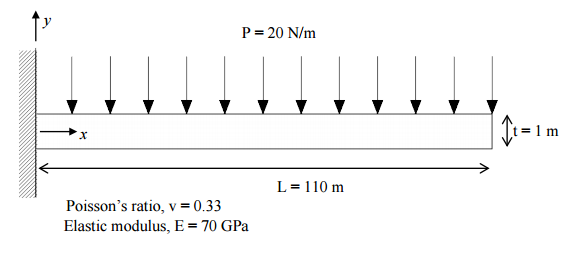 y
P = 20 N/m
x
t = 1 m
L = 110 m
Poisson's ratio, v = 0.33
Elastic modulus, E = 70 GPa